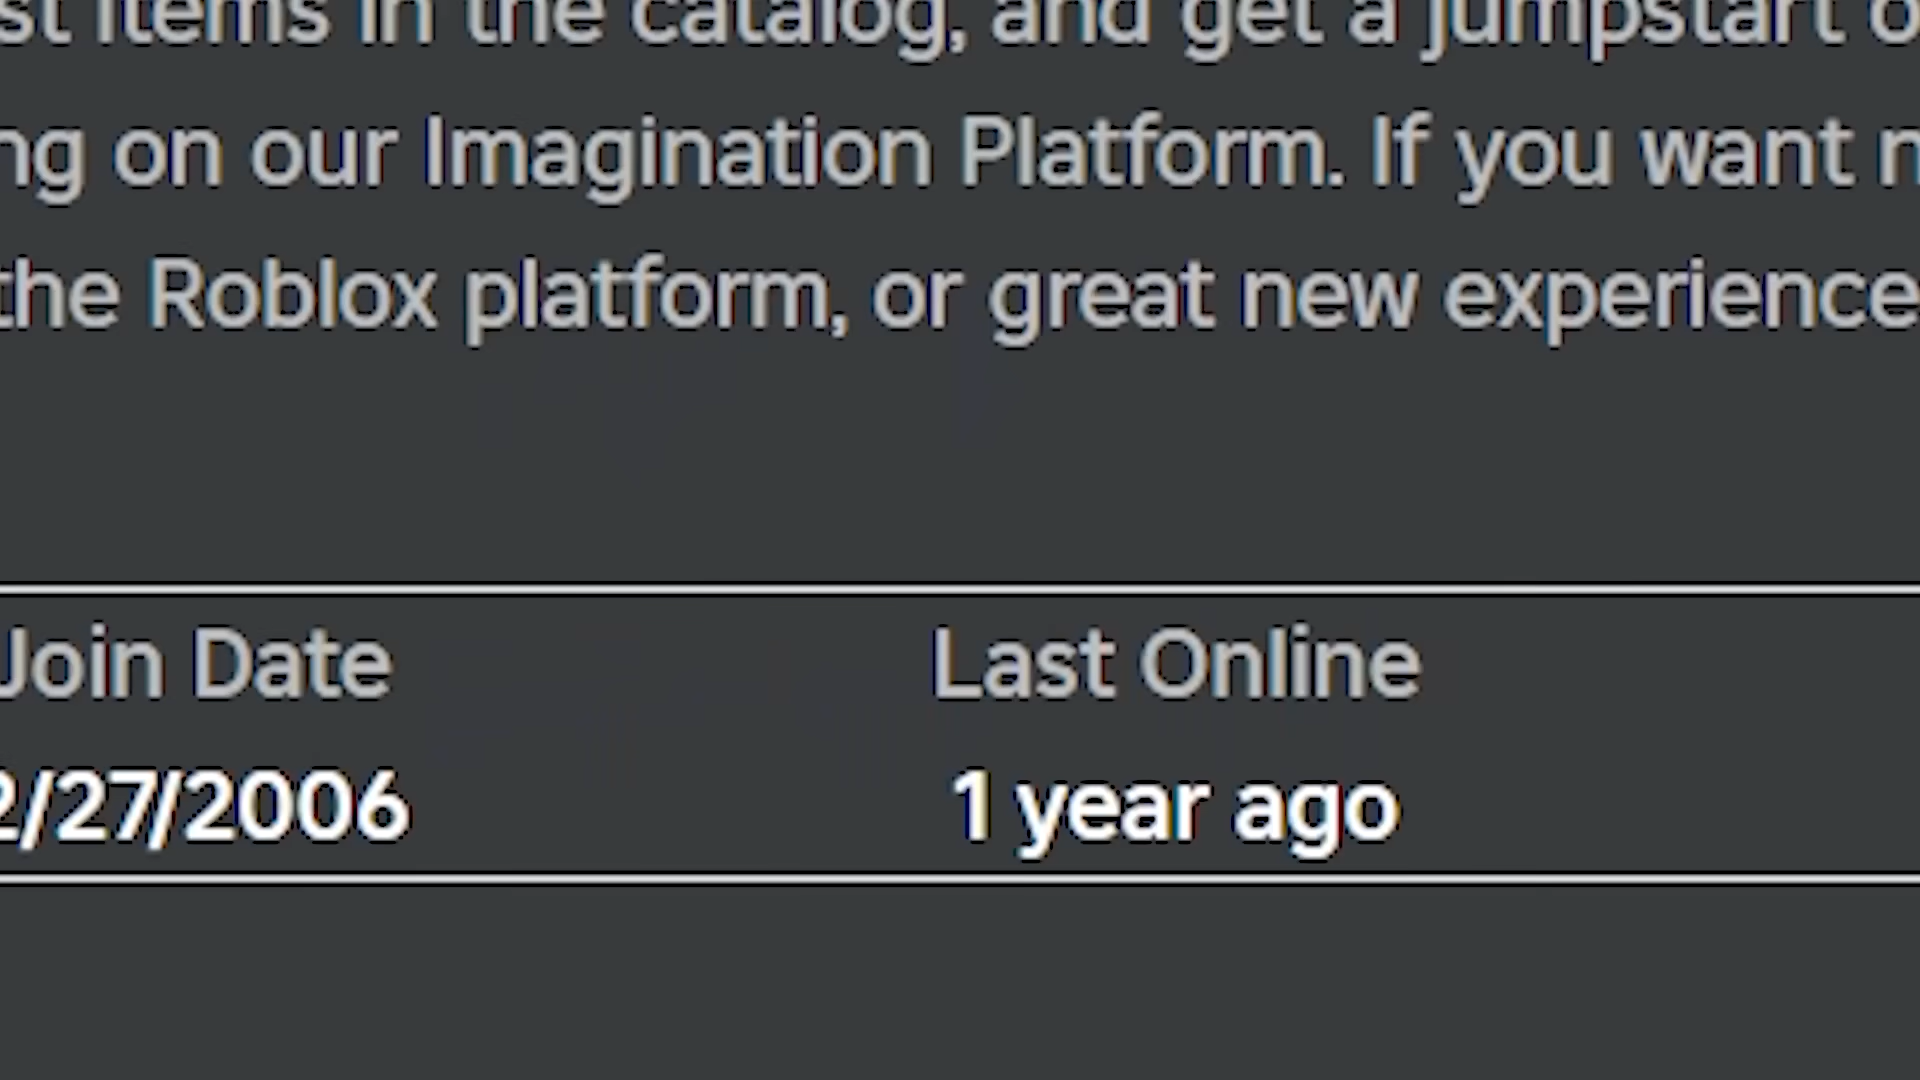 st items in the catalog, and get a jumpstart o
ng on our Imagination Platform. If you want n
the Roblox platform, or great new experience
Join Date Last Online
2/27/2006 1 year ago